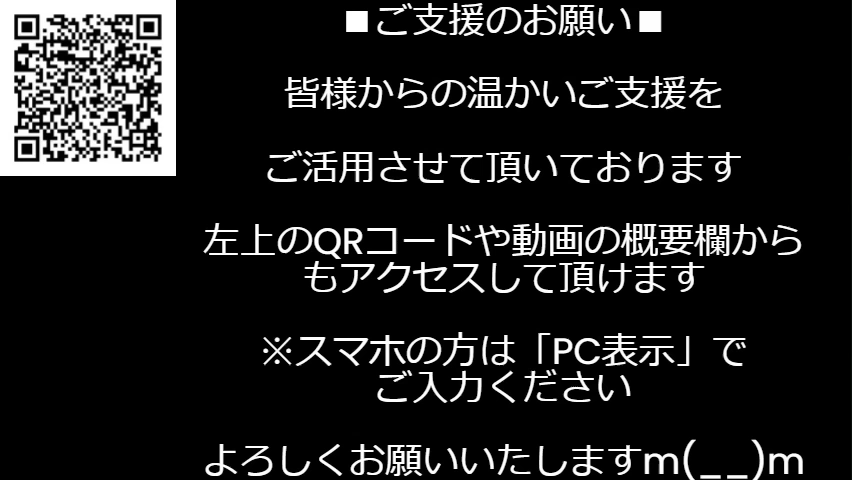 ■ご支援のお願い■
皆様からの温かいご支援を
ご活用させて頂いております
左上のQRコードや動画の概要欄から
もアクセスして頂けます
※スマホの方は「PC表示」で
ご入力ください
よろしくお願いいたしますm(__)m